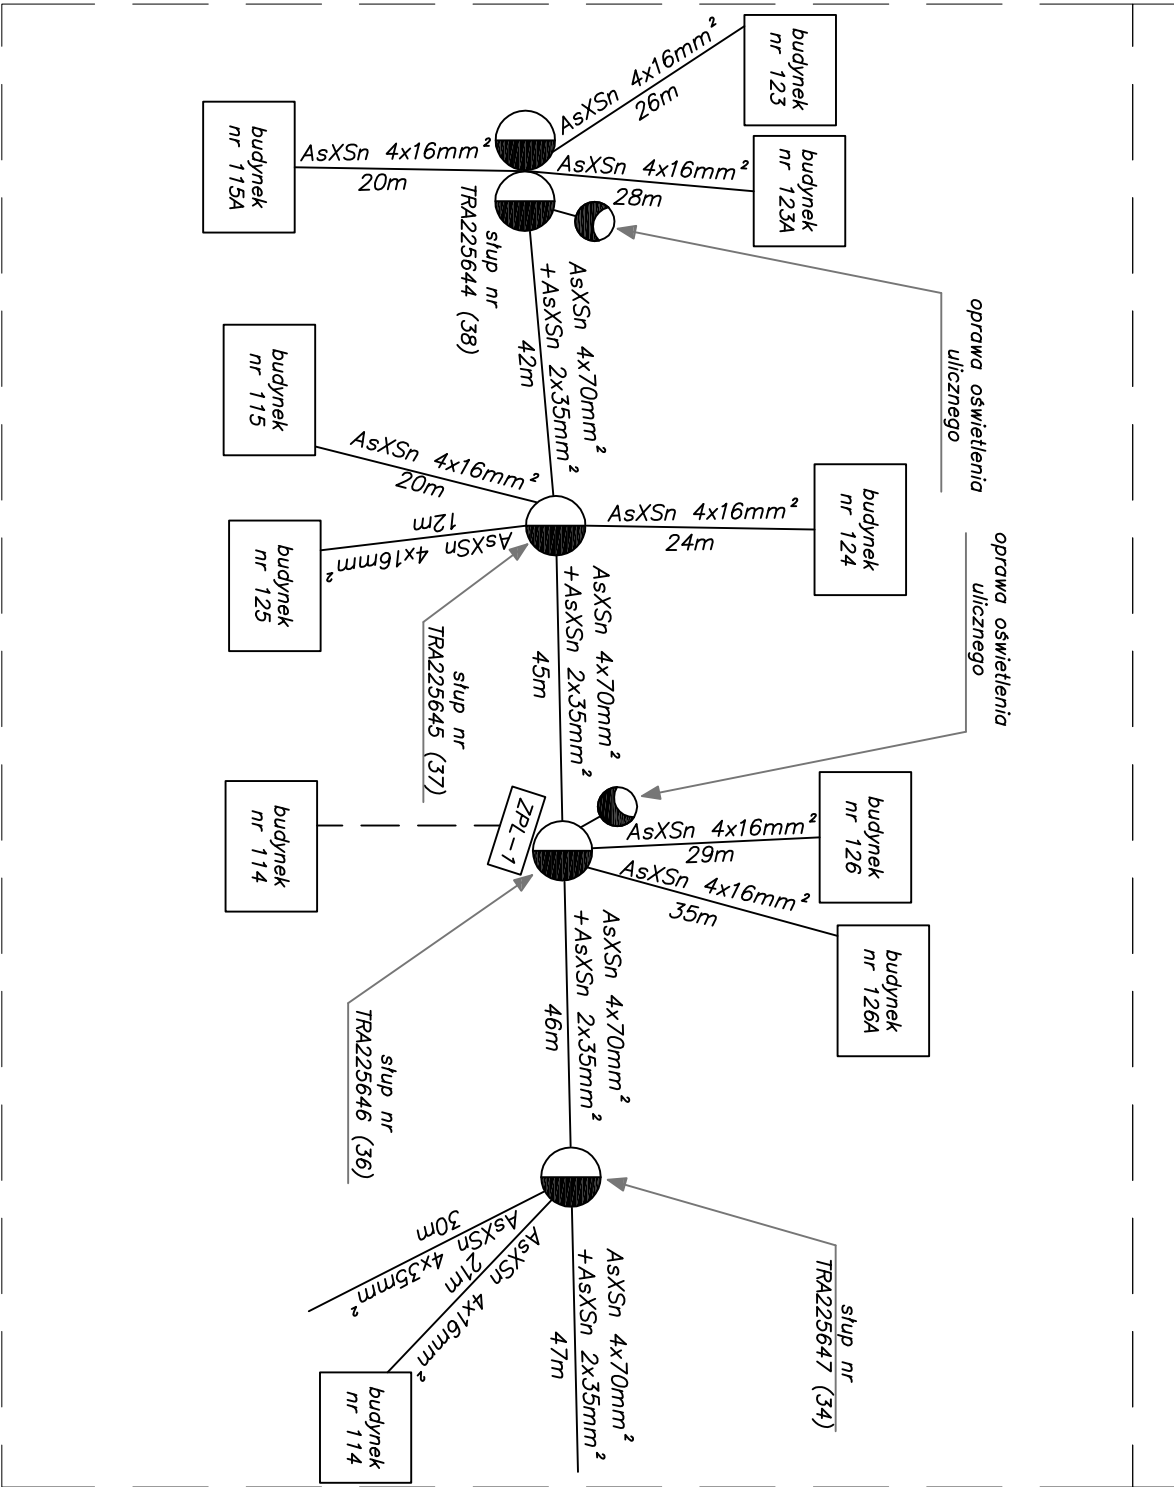 budynek
nr 123
AsXSn 4x16mm²
26m
budynek
nr 123A
AsXSn 4x16mm²
28m
budynek
nr 115A
AsXSn 4x16mm²
20m
słup nr
TRA225644 (38)
oprawa oświetlenia
ulicznego
AsXSn 4x70mm²
+AsXSn 2x35mm²
42m
budynek
nr 115
AsXSn 4x16mm²
20m
budynek
nr 125
12m
AsXSn 4x16mm²
budynek
nr 124
AsXSn 4x16mm²
24m
słup nr
TRA225645 (37)
oprawa oświetlenia
ulicznego
AsXSn 4x70mm²
+AsXSn 2x35mm²
45m
budynek
nr 114
ZPL-1
budynek
nr 126
AsXSn 4x16mm²
29m
budynek
nr 126A
AsXSn 4x16mm²
35m
słup nr
TRA225646 (36)
AsXSn 4x70mm²
+AsXSn 2x35mm²
46m
słup nr
TRA225647 (34)
30m
AsXSn 4x35mm²
21m
AsXSn 4x16mm²
budynek
nr 114
AsXSn 4x70mm²
+AsXSn 2x35mm²
47m